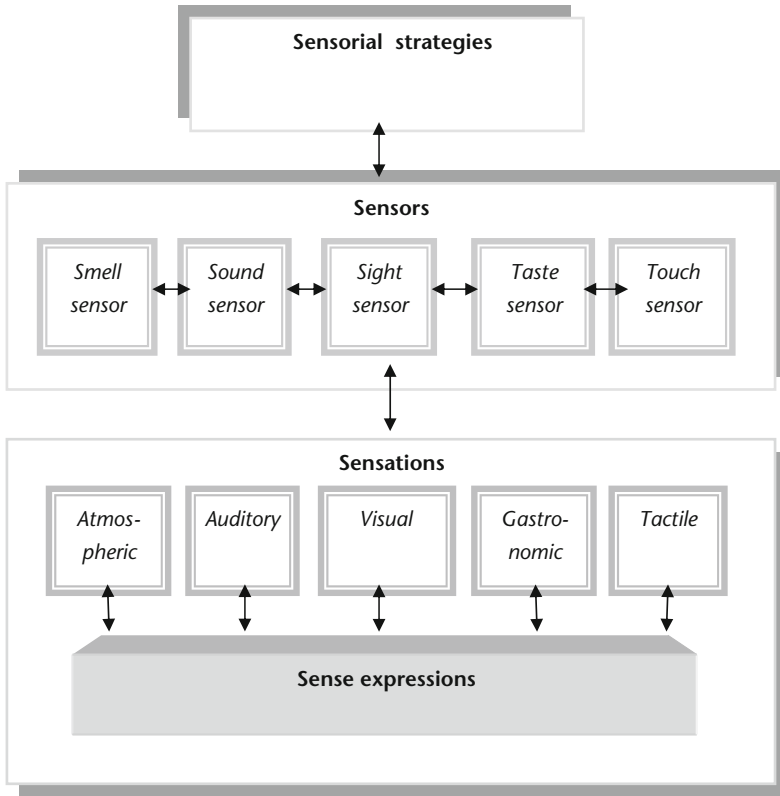 Sensorial strategies
Sensors
Smell
sensor
Sound
sensor
Sight
sensor
Taste
sensor
Touch
sensor
Sensations
Atmos-
pheric
Auditory
Visual
Gastro-
nomic
Tactile
Sense expressions